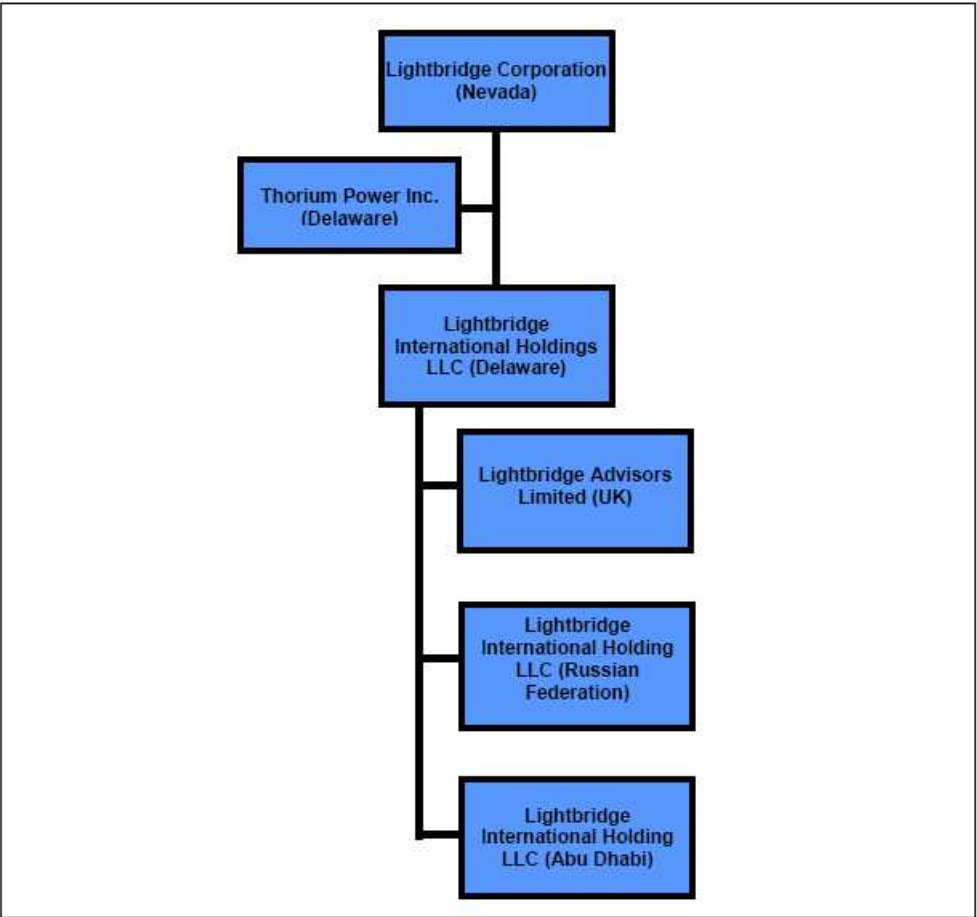 Lightbridge Corporation
(Nevada)
Thorium Power Inc.
(Delaware)
Lightbridge
International Holdings
LLC (Delaware)
Lightbridge Advisors
Limited (UK)
Lightbridge
International Holding
LLC (Russian
Federation)
Lightbridge
International Holding
LLC (Abu Dhabi)